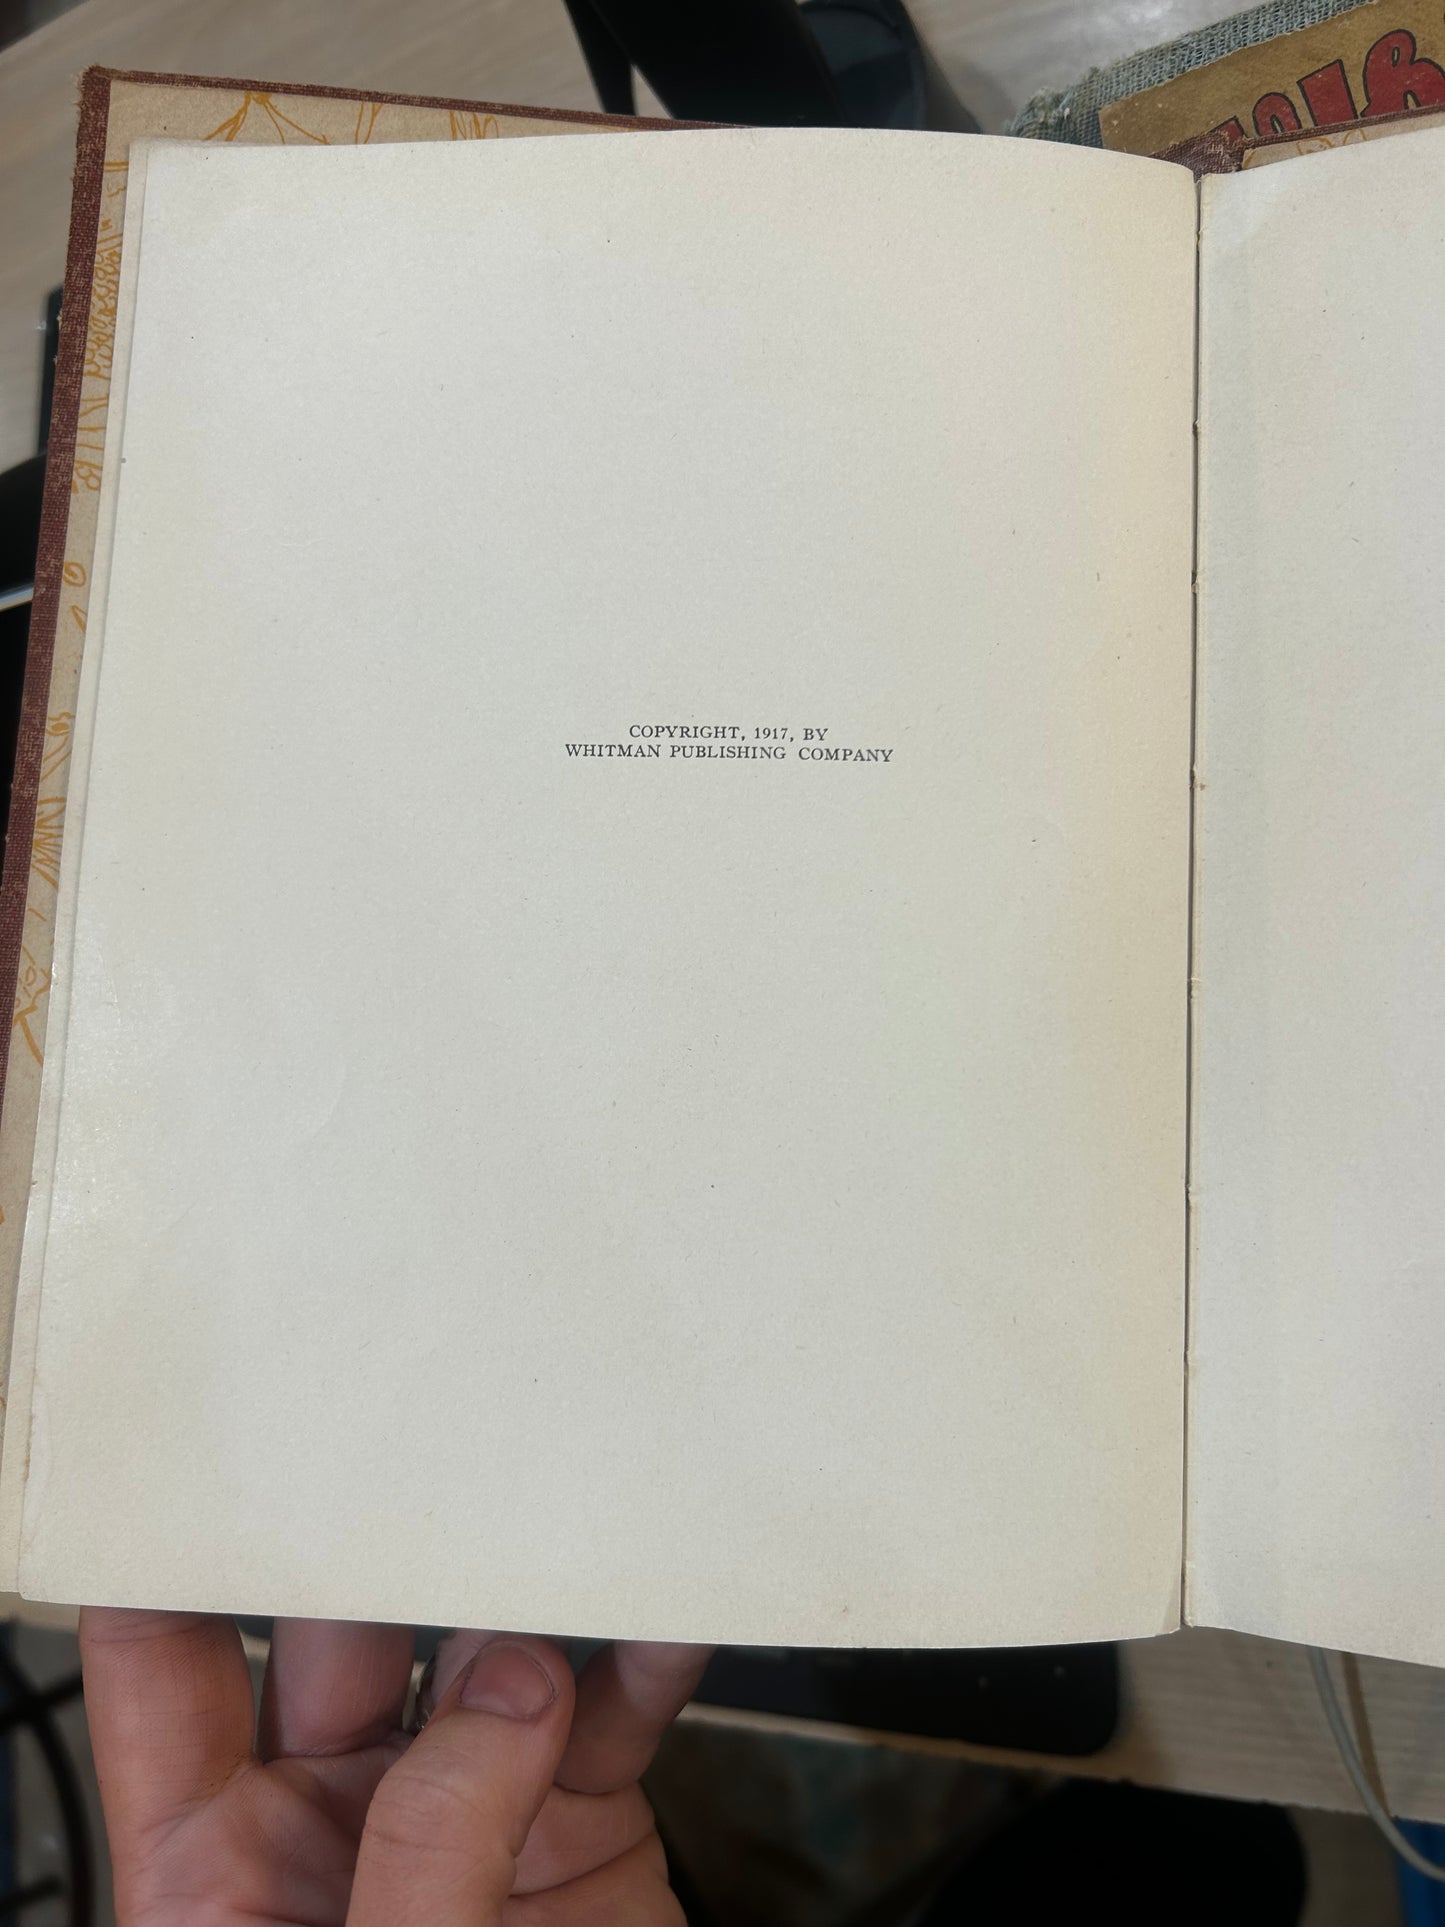 COPYRIGHT, 1917, BY
WHITMAN PUBLISHING COMPANY